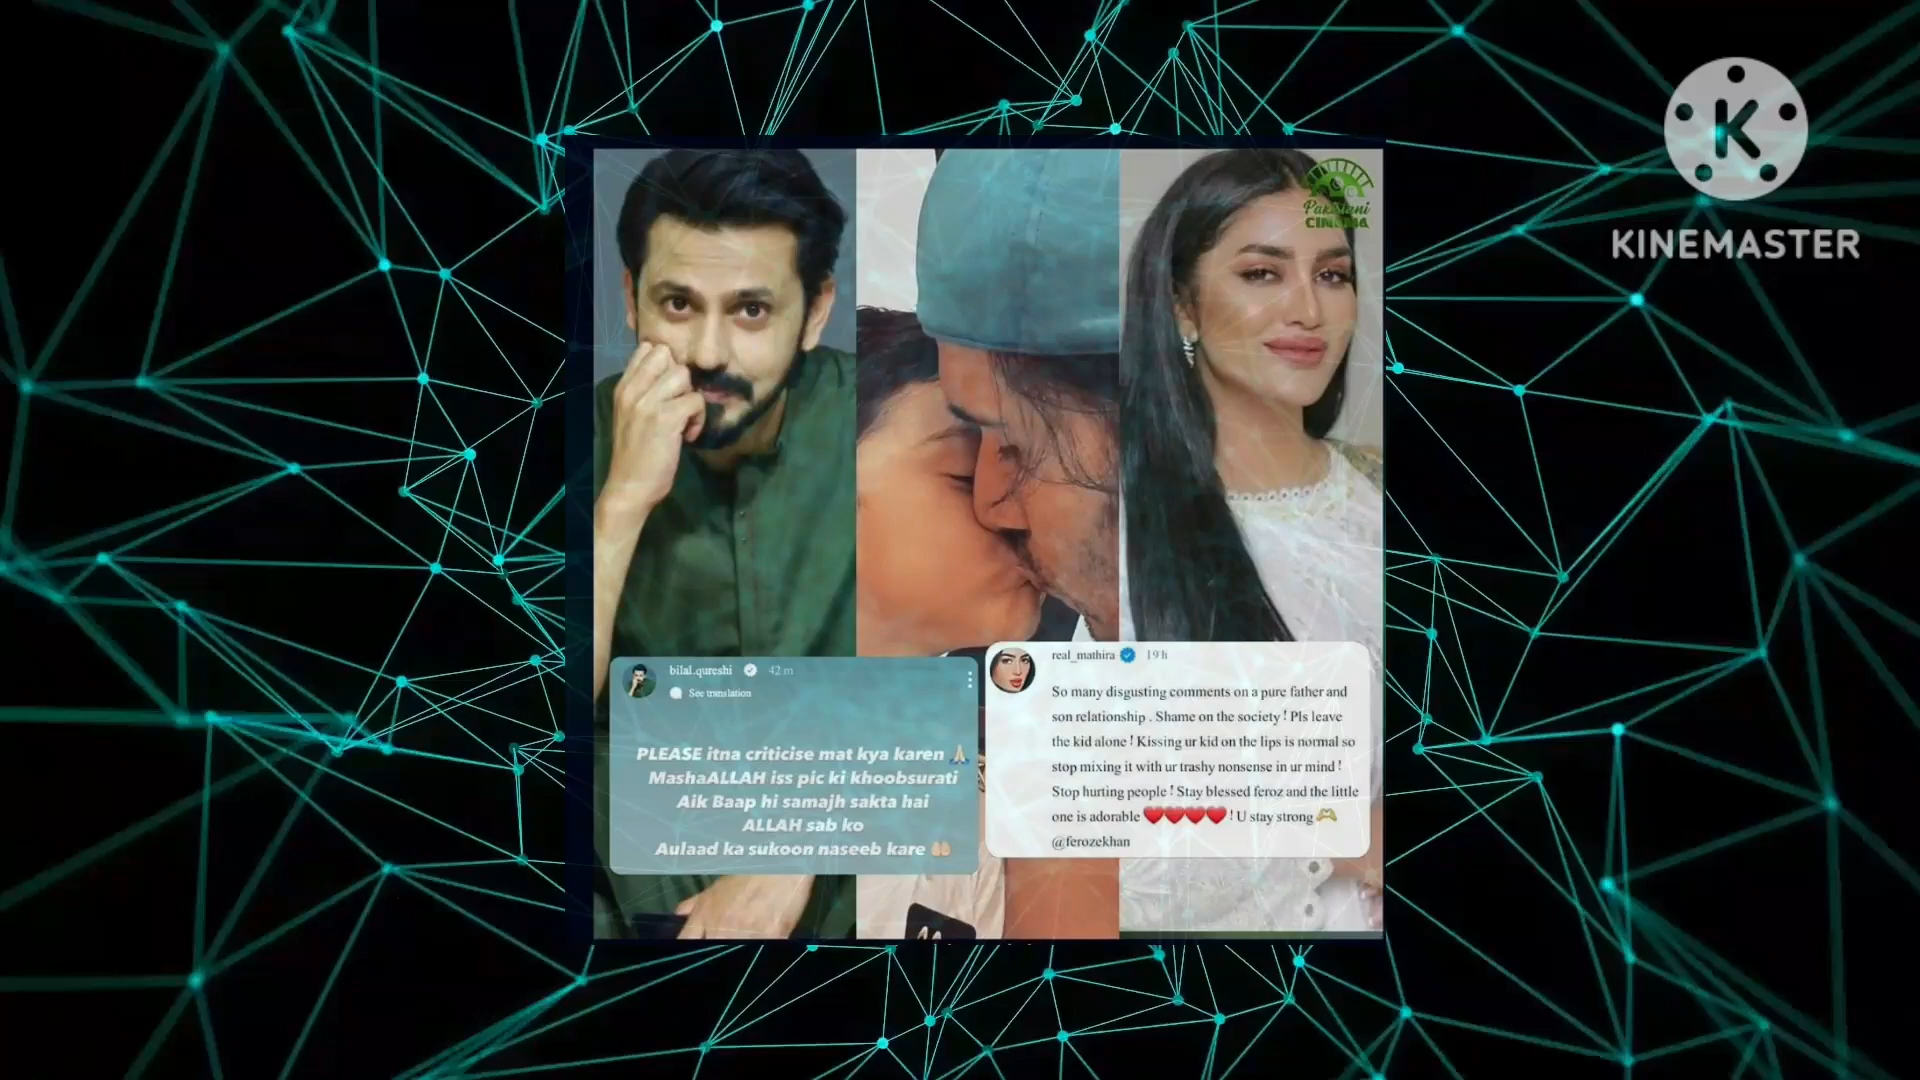 KINEMASTER
Pakistani
CINEMA
bilal.qureshi 42 m
See translation
PLEASE itna criticise mat kya karen 🙏
MashaALLAH iss pic ki khoobsurati
Aik Baap hi samajh sakta hai
ALLAH sab ko
Aulaad ka sukoon naseeb kare 🤲
real_mathira 19 h
So many disgusting comments on a pure father and
son relationship . Shame on the society ! Pls leave
the kid alone ! Kissing ur kid on the lips is normal so
stop mixing it with ur trashy nonsense in ur mind !
Stop hurting people ! Stay blessed feroz and the little
one is adorable ❤️❤️❤️❤️ ! U stay strong 🫶
@ferozekhan